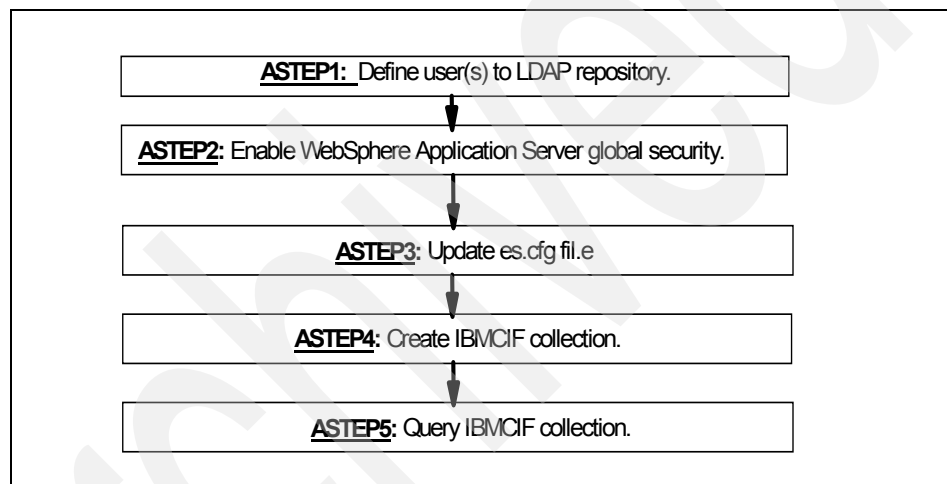 ASTEP1: Define user(s) to LDAP repository.
ASTEP2: Enable WebSphere Application Server global security.
ASTEP3: Update es.cfg fil.e
ASTEP4: Create IBMCIF collection.
ASTEP5: Query IBMCIF collection.